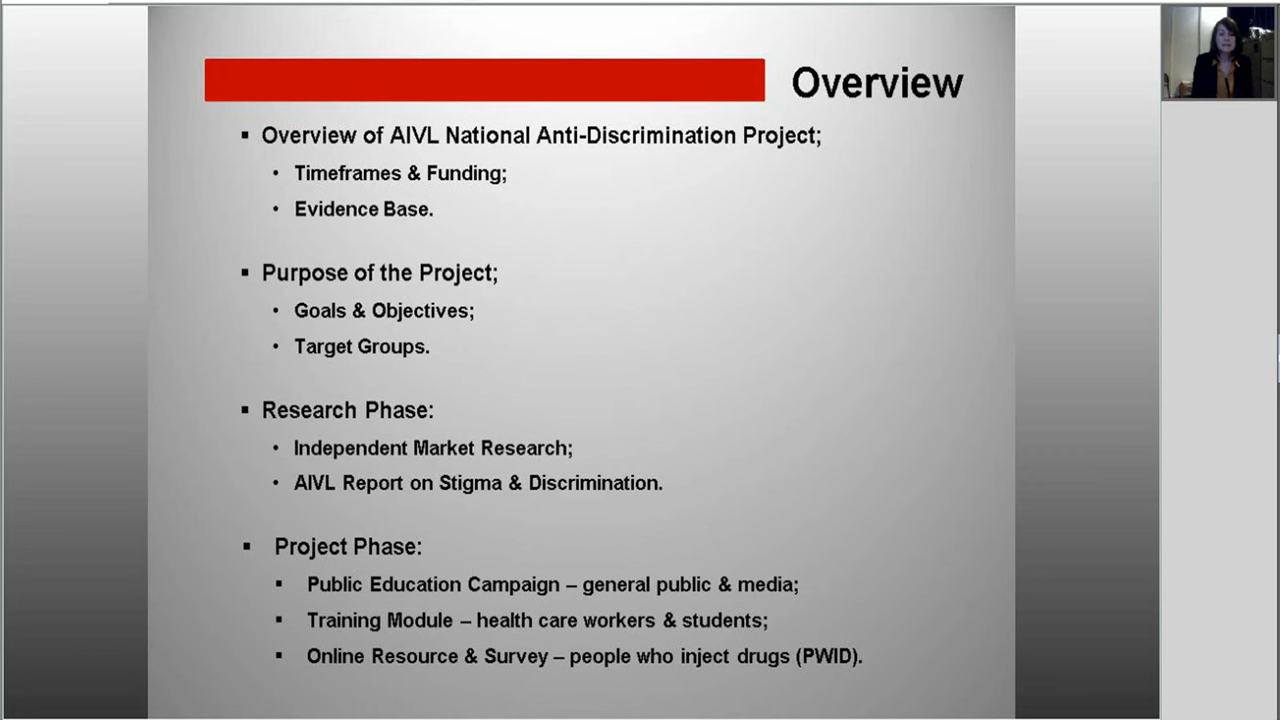 Overview
▪ Overview of AIVL National Anti-Discrimination Project;
• Timeframes & Funding;
• Evidence Base.
▪ Purpose of the Project;
• Goals & Objectives;
• Target Groups.
▪ Research Phase:
• Independent Market Research;
• AIVL Report on Stigma & Discrimination.
▪ Project Phase:
▪ Public Education Campaign – general public & media;
▪ Training Module – health care workers & students;
▪ Online Resource & Survey – people who inject drugs (PWID).